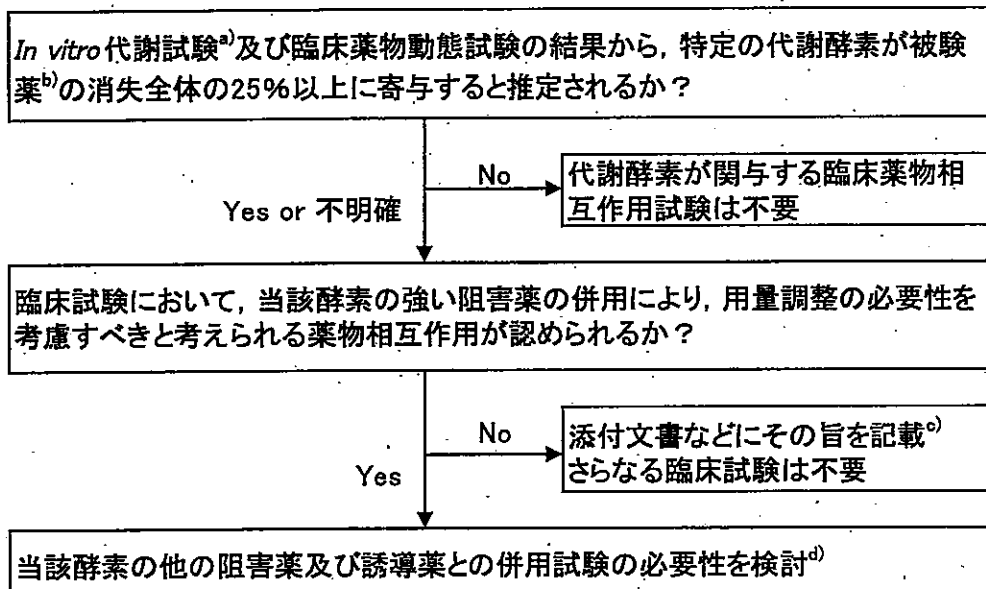 In vitro代謝試験a)及び臨床薬物動態試験の結果から，特定の代謝酵素が被験
薬b)の消失全体の25%以上に寄与すると推定されるか？
No
代謝酵素が関与する臨床薬物相
互作用試験は不要
Yes or 不明確
臨床試験において，当該酵素の強い阻害薬の併用により，用量調整の必要性を
考慮すべきと考えられる薬物相互作用が認められるか？
No
添付文書などにその旨を記載c)
さらなる臨床試験は不要
Yes
当該酵素の他の阻害薬及び誘導薬との併用試験の必要性を検討d)